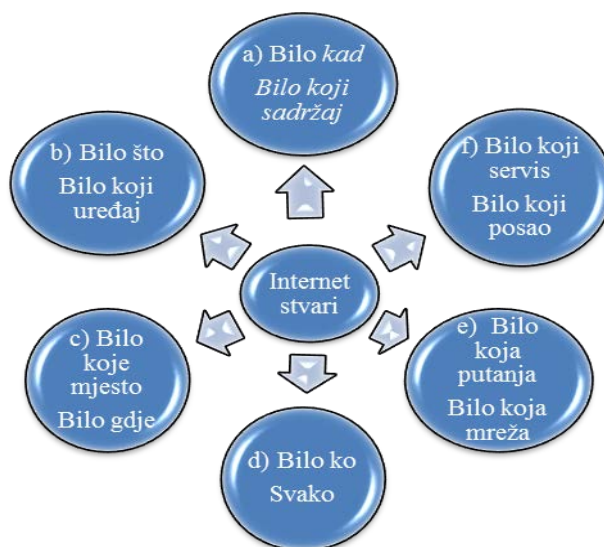 a) Bilo kad
Bilo koji
sadržaj
b) Bilo što
Bilo koji
uređaj
f) Bilo koji
servis
Bilo koji
posao
Internet
stvari
c) Bilo
koje
mjesto
Bilo gdje
e) Bilo
koja
putanja
Bilo koja
mreža
d) Bilo ko
Svako